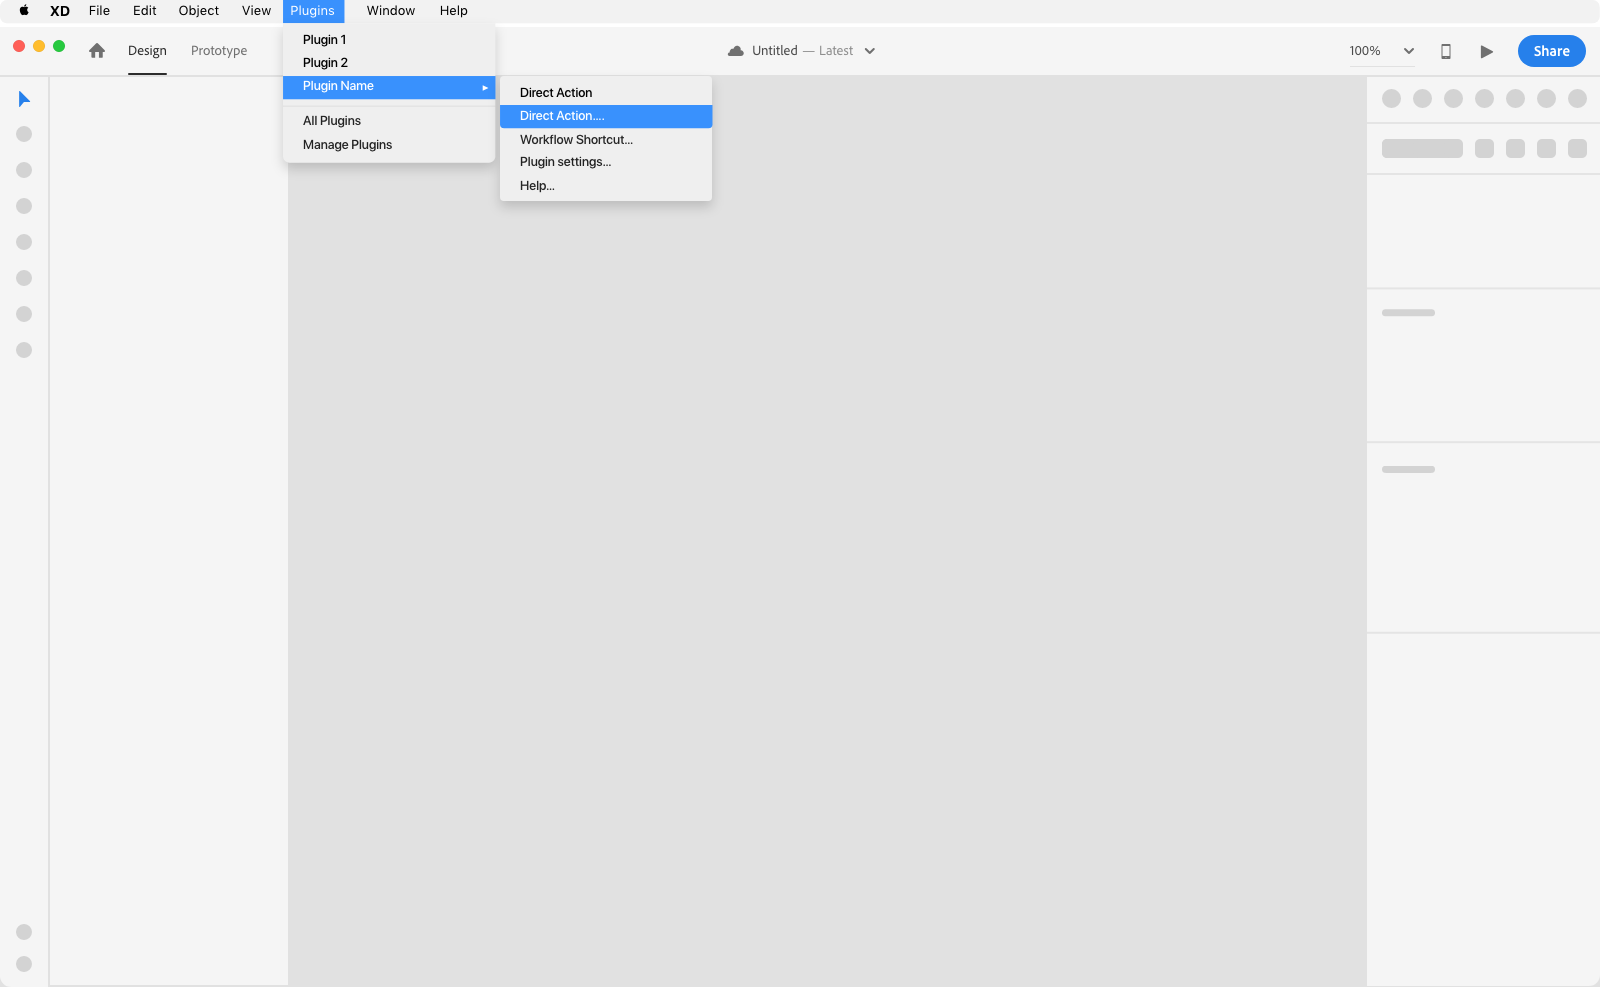 XD File Edit Object View Plugins Window Help
Design Prototype
Untitled — Latest
100%
Share
Plugin 1
Plugin 2
Plugin Name
All Plugins
Manage Plugins
Direct Action
Direct Action....
Workflow Shortcut...
Plugin settings...
Help...